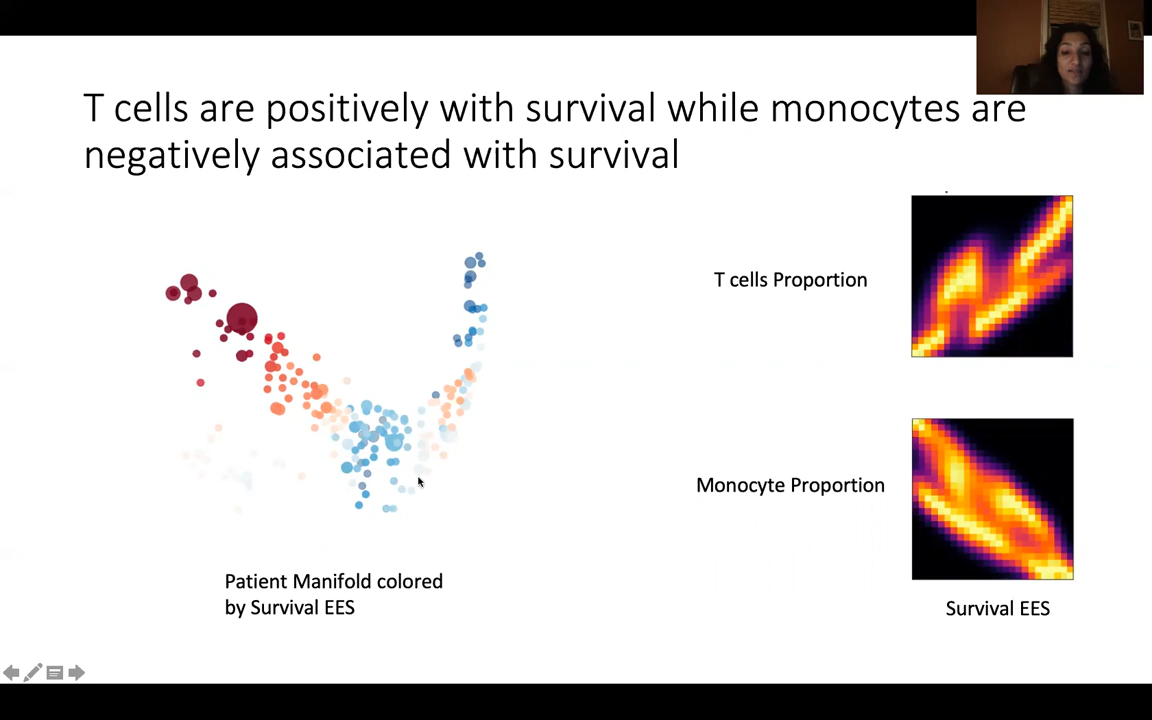 T cells are positively with survival while monocytes are
negatively associated with survival
T cells Proportion
Monocyte Proportion
Patient Manifold colored
by Survival EES
Survival EES